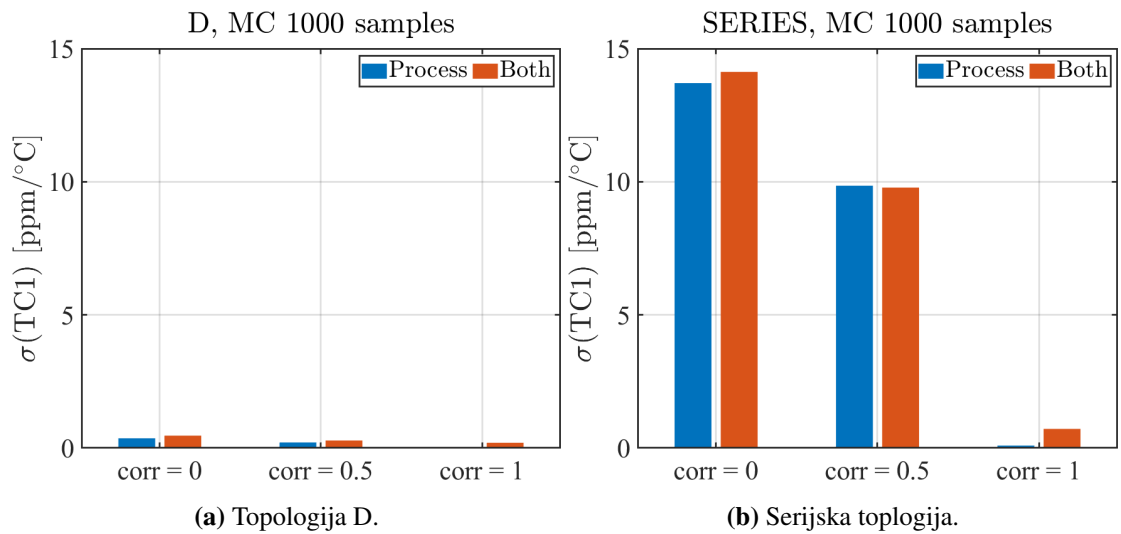 D, MC 1000 samples
σ(TC1) [ppm/°C]
15
10
5
0
Process Both
corr = 0 corr = 0.5 corr = 1
(a) Topologija D.
SERIES, MC 1000 samples
σ(TC1) [ppm/°C]
15
10
5
0
Process Both
corr = 0 corr = 0.5 corr = 1
(b) Serijska toplogija.